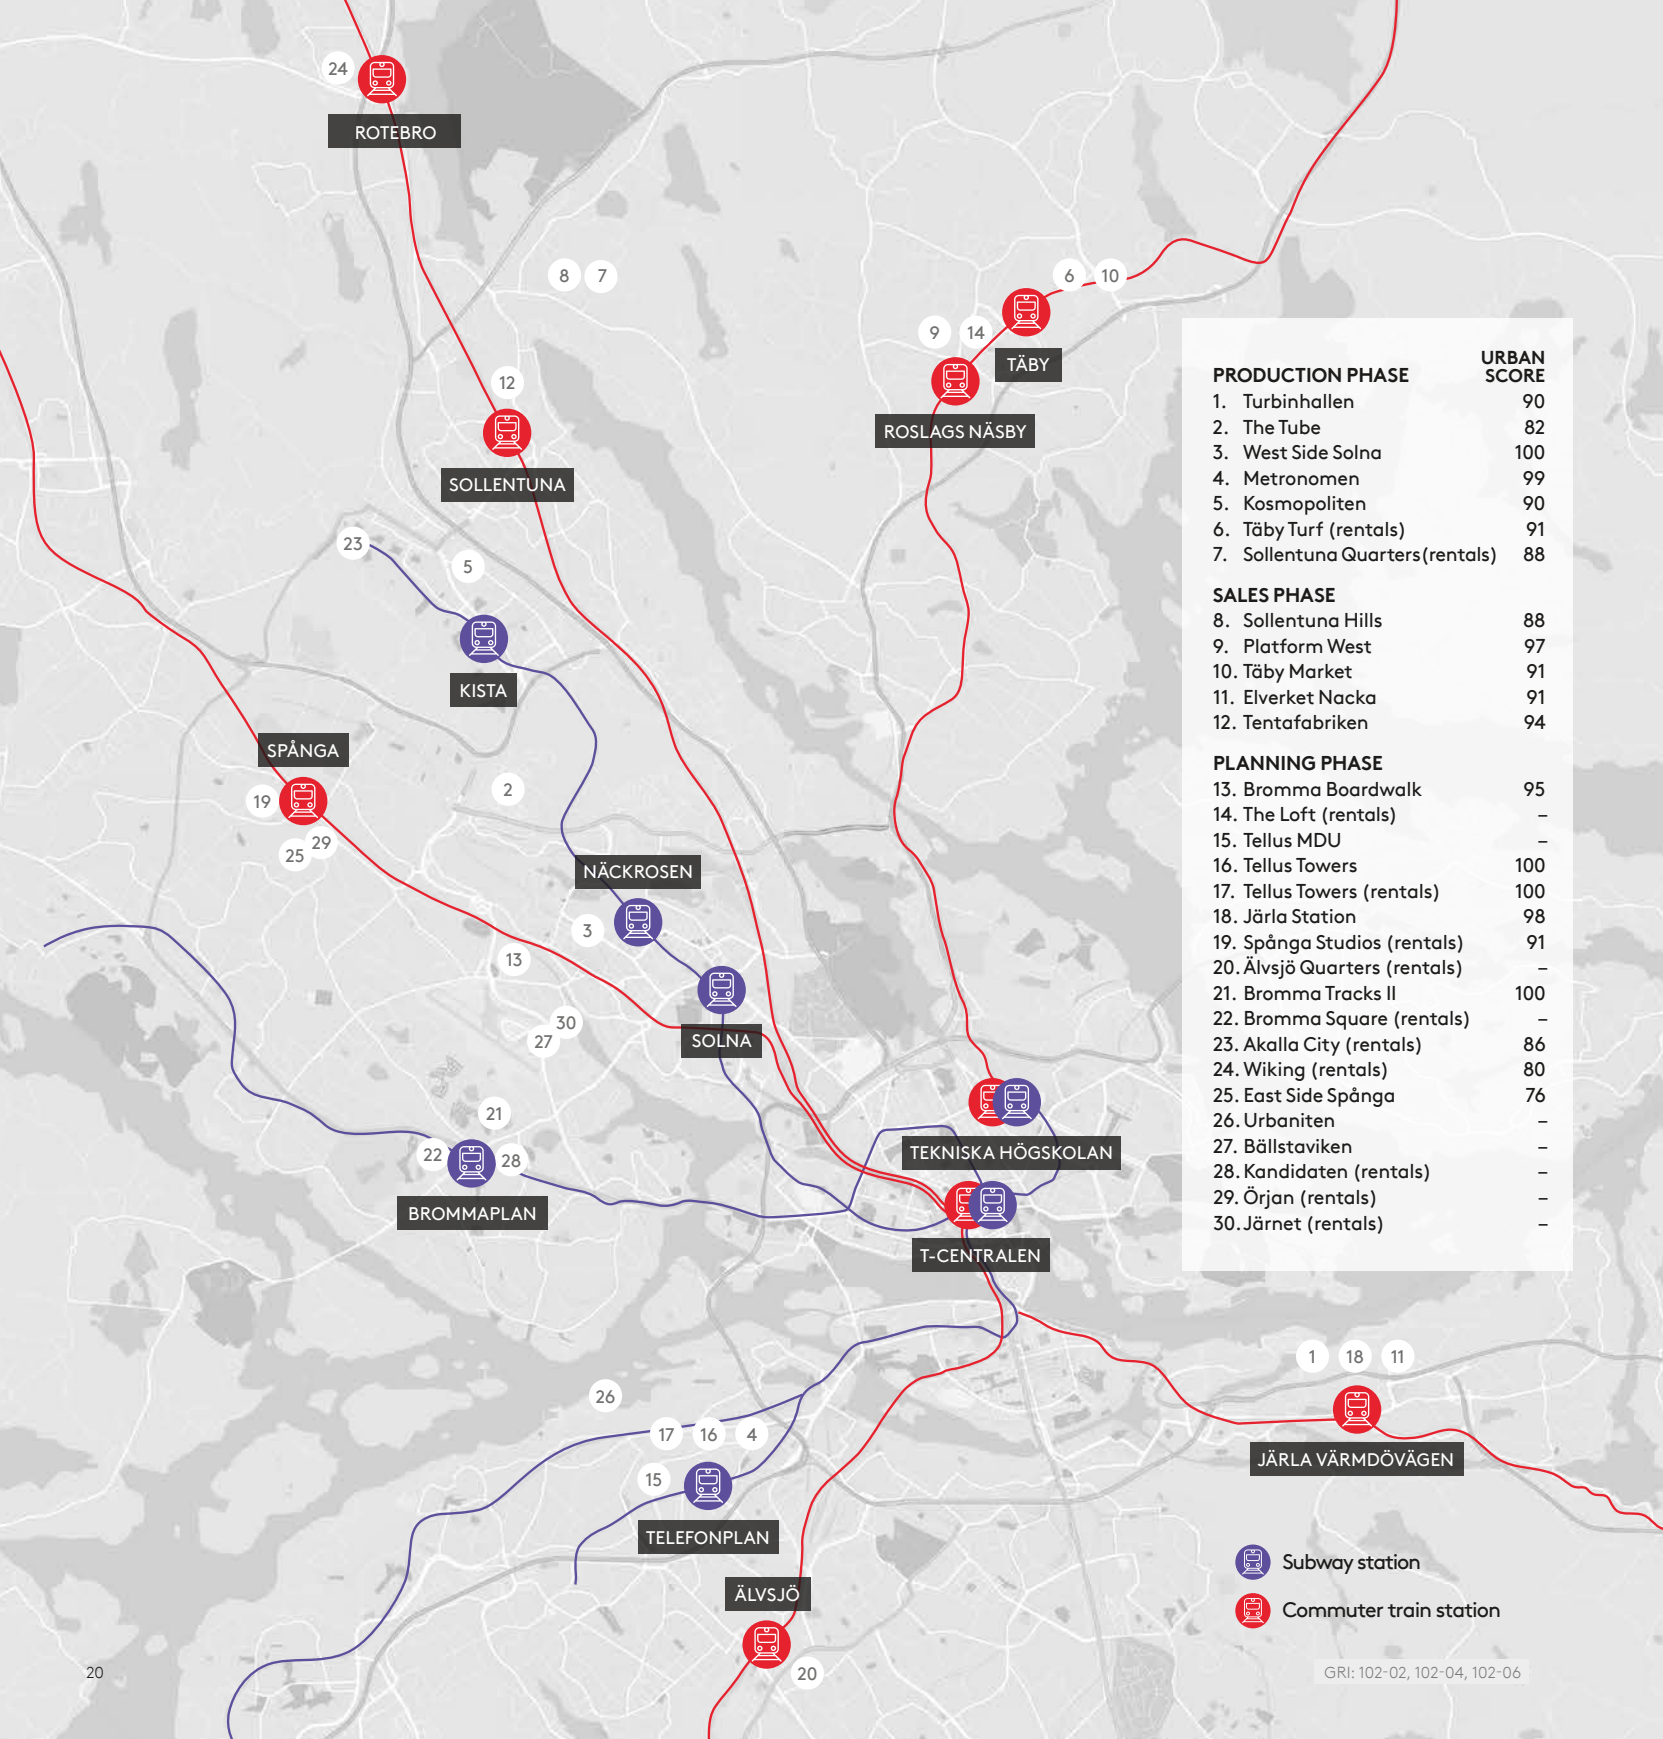 24
ROTEBRO
8 7
6 10
9 14
TÄBY
12
ROSLAGS NÄSBY
SOLLENTUNA
23
5
KISTA
SPÅNGA
2
19
29
25
NÄCKROSEN
3
13
30
SOLNA
27
21
TEKNISKA HÖGSKOLAN
22 28
BROMMAPLAN
T-CENTRALEN
1 18 11
26
17 16 4
JÄRLA VÄRMDÖVÄGEN
15
TELEFONPLAN
ÄLVSJÖ
20
URBAN
PRODUCTION PHASE SCORE
1. Turbinhallen 90
2. The Tube 82
3. West Side Solna 100
4. Metronomen 99
5. Kosmopoliten 90
6. Täby Turf (rentals) 91
7. Sollentuna Quarters(rentals) 88
SALES PHASE
8. Sollentuna Hills 88
9. Platform West 97
10. Täby Market 91
11. Elverket Nacka 91
12. Tentafabriken 94
PLANNING PHASE
13. Bromma Boardwalk 95
14. The Loft (rentals) –
15. Tellus MDU –
16. Tellus Towers 100
17. Tellus Towers (rentals) 100
18. Järla Station 98
19. Spånga Studios (rentals) 91
20. Älvsjö Quarters (rentals) –
21. Bromma Tracks II 100
22. Bromma Square (rentals) –
23. Akalla City (rentals) 86
24. Wiking (rentals) 80
25. East Side Spånga 76
26. Urbaniten –
27. Bällstaviken –
28. Kandidaten (rentals) –
29. Örjan (rentals) –
30. Järnet (rentals) –
Subway station
Commuter train station
20
GRI: 102-02, 102-04, 102-06